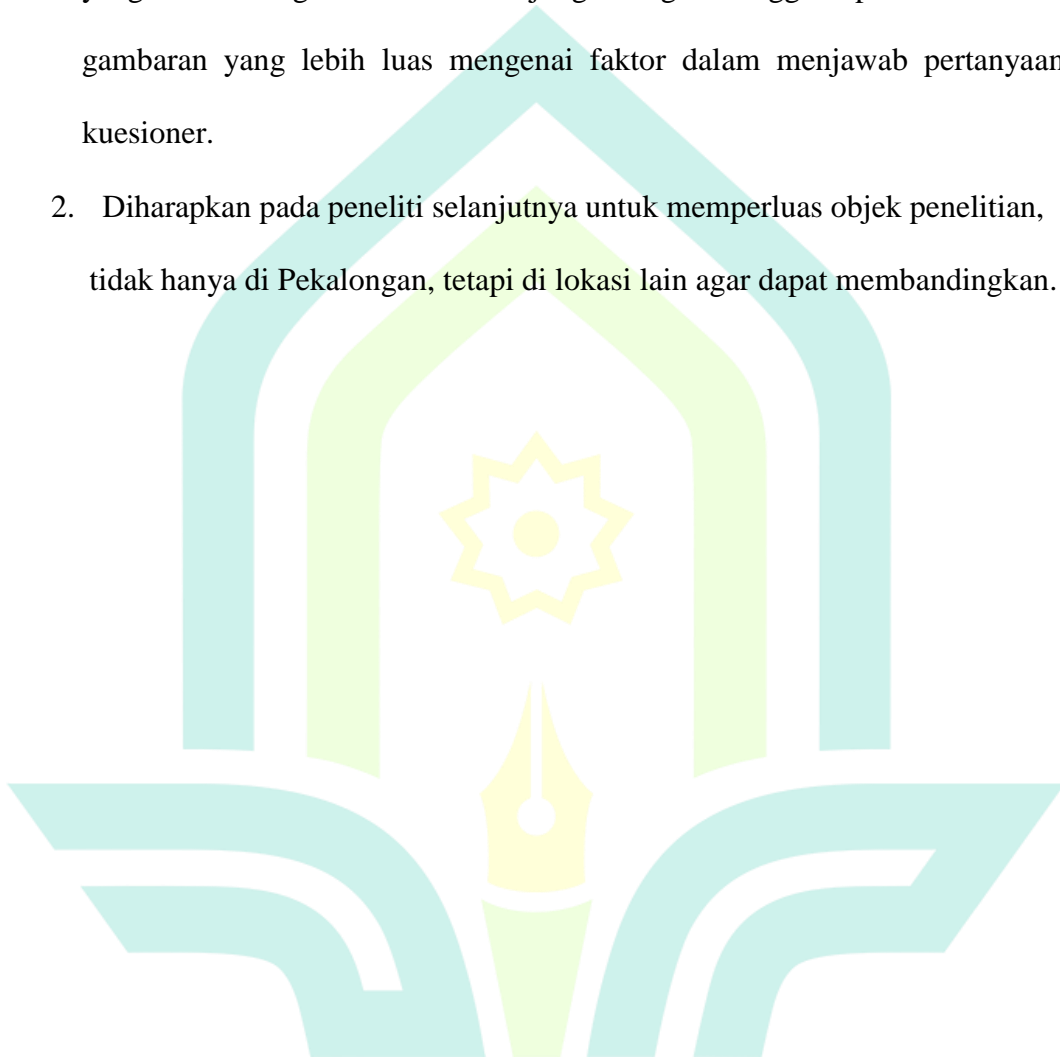 gambaran yang lebih luas mengenai faktor dalam menjawab pertanyaan
kuesioner.
2. Diharapkan pada peneliti selanjutnya untuk memperluas objek penelitian,
tidak hanya di Pekalongan, tetapi di lokasi lain agar dapat membandingkan.